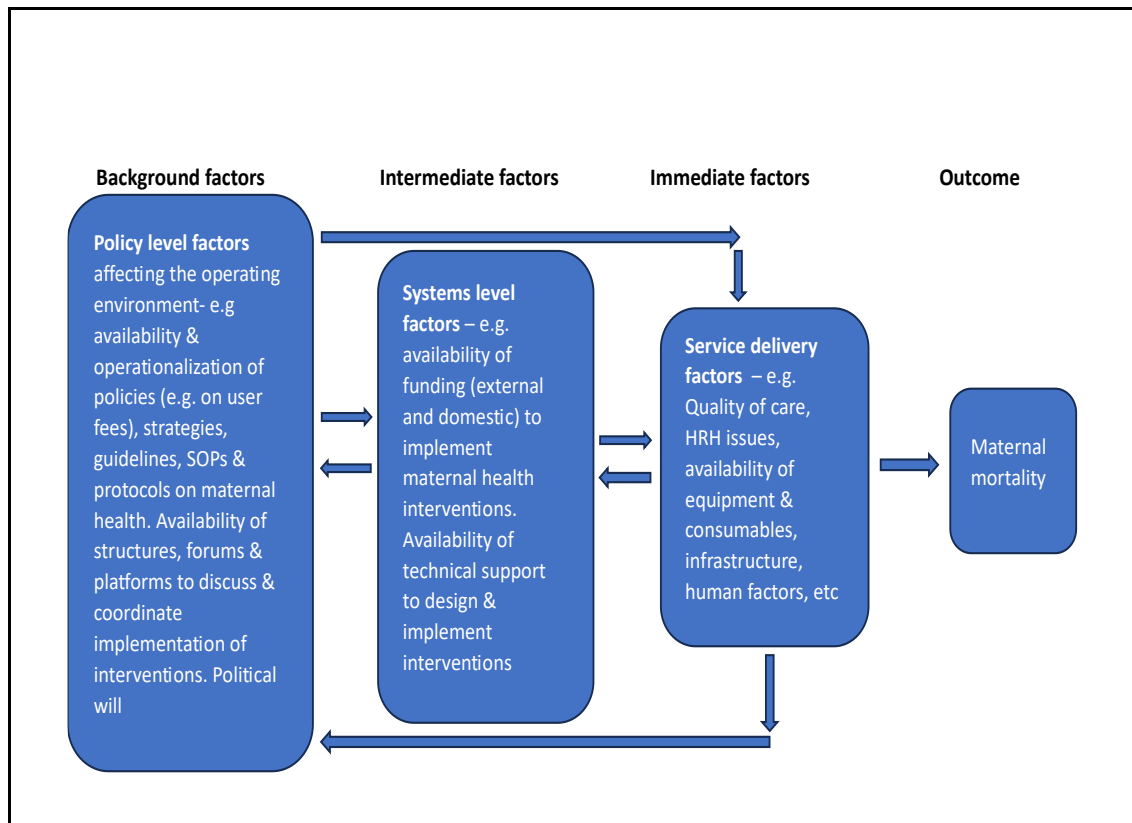 Background factors
Intermediate factors
Immediate factors
Outcome
Policy level factors
affecting the operating
environment- e.g
availability &
operationalization of
policies (e.g. on user
fees), strategies,
guidelines, SOPs &
protocols on maternal
health. Availability of
structures, forums &
platforms to discuss &
coordinate
implementation of
interventions. Political
will
Systems level
factors – e.g.
availability of
funding (external
and domestic) to
implement
maternal health
interventions.
Availability of
technical support
to design &
implement
interventions
Service delivery
factors – e.g.
Quality of care,
HRH issues,
availability of
equipment &
consumables,
infrastructure,
human factors, etc
Maternal
mortality